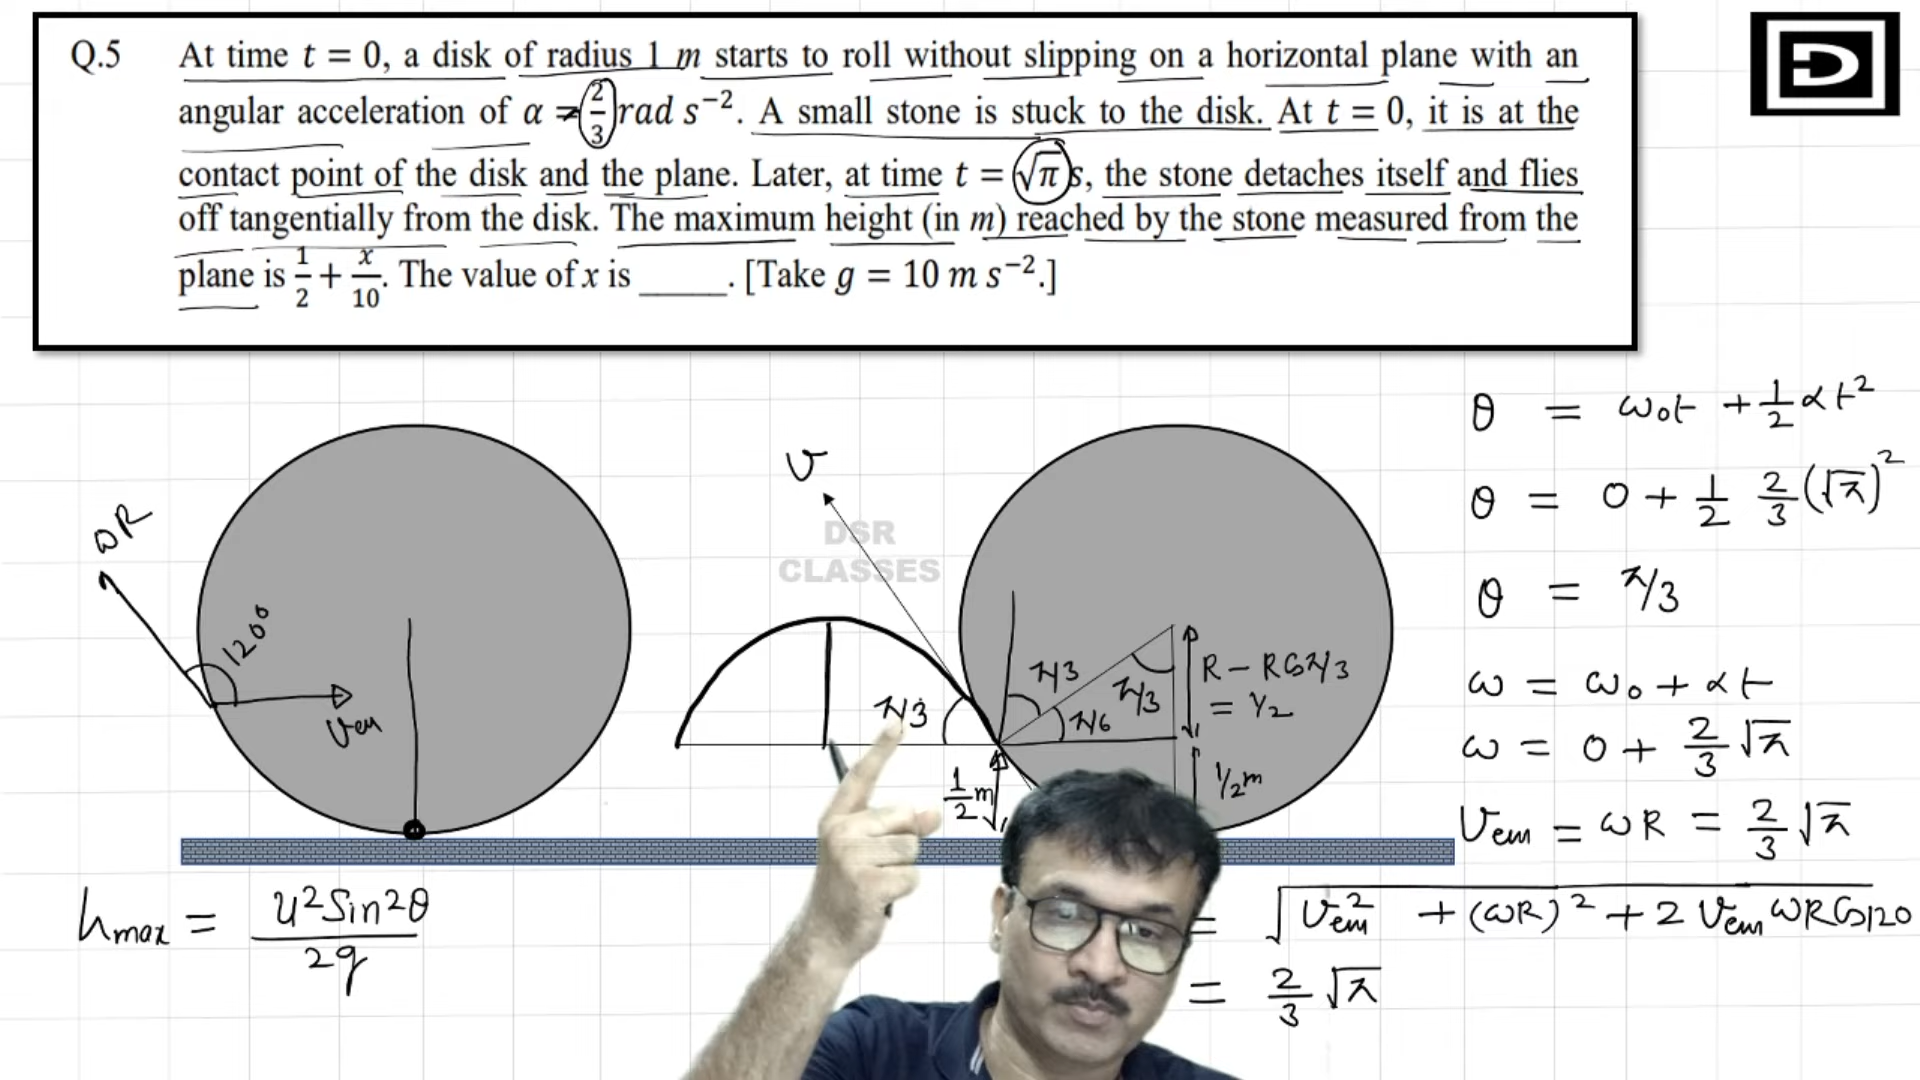 Q.5 At time t = 0, a disk of radius 1 m starts to roll without slipping on a horizontal plane with an
angular acceleration of α = 2/3 rad s⁻². A small stone is stuck to the disk. At t = 0, it is at the
contact point of the disk and the plane. Later, at time t = √π s, the stone detaches itself and flies
off tangentially from the disk. The maximum height (in m) reached by the stone measured from the
plane is 1/2 + x/10. The value of x is _____. [Take g = 10 m s⁻².]
θ = ω₀t + 1/2 αt²
θ = 0 + 1/2 2/3 (√π)²
θ = π/3
ω = ω₀ + αt
ω = 0 + 2/3 √π
Vcm = ωR = 2/3 √π
= √(Vcm² + (ωR)² + 2 Vcm ωR Cos120)
= 2/3 √π
ωR
120°
Vcm
v
DSR
CLASSES
π/3
π/3
π/3
π/6
R - R Cos π/3
= 1/2
1/2 m
1/2 m
hmax = u² Sin²θ / 2g